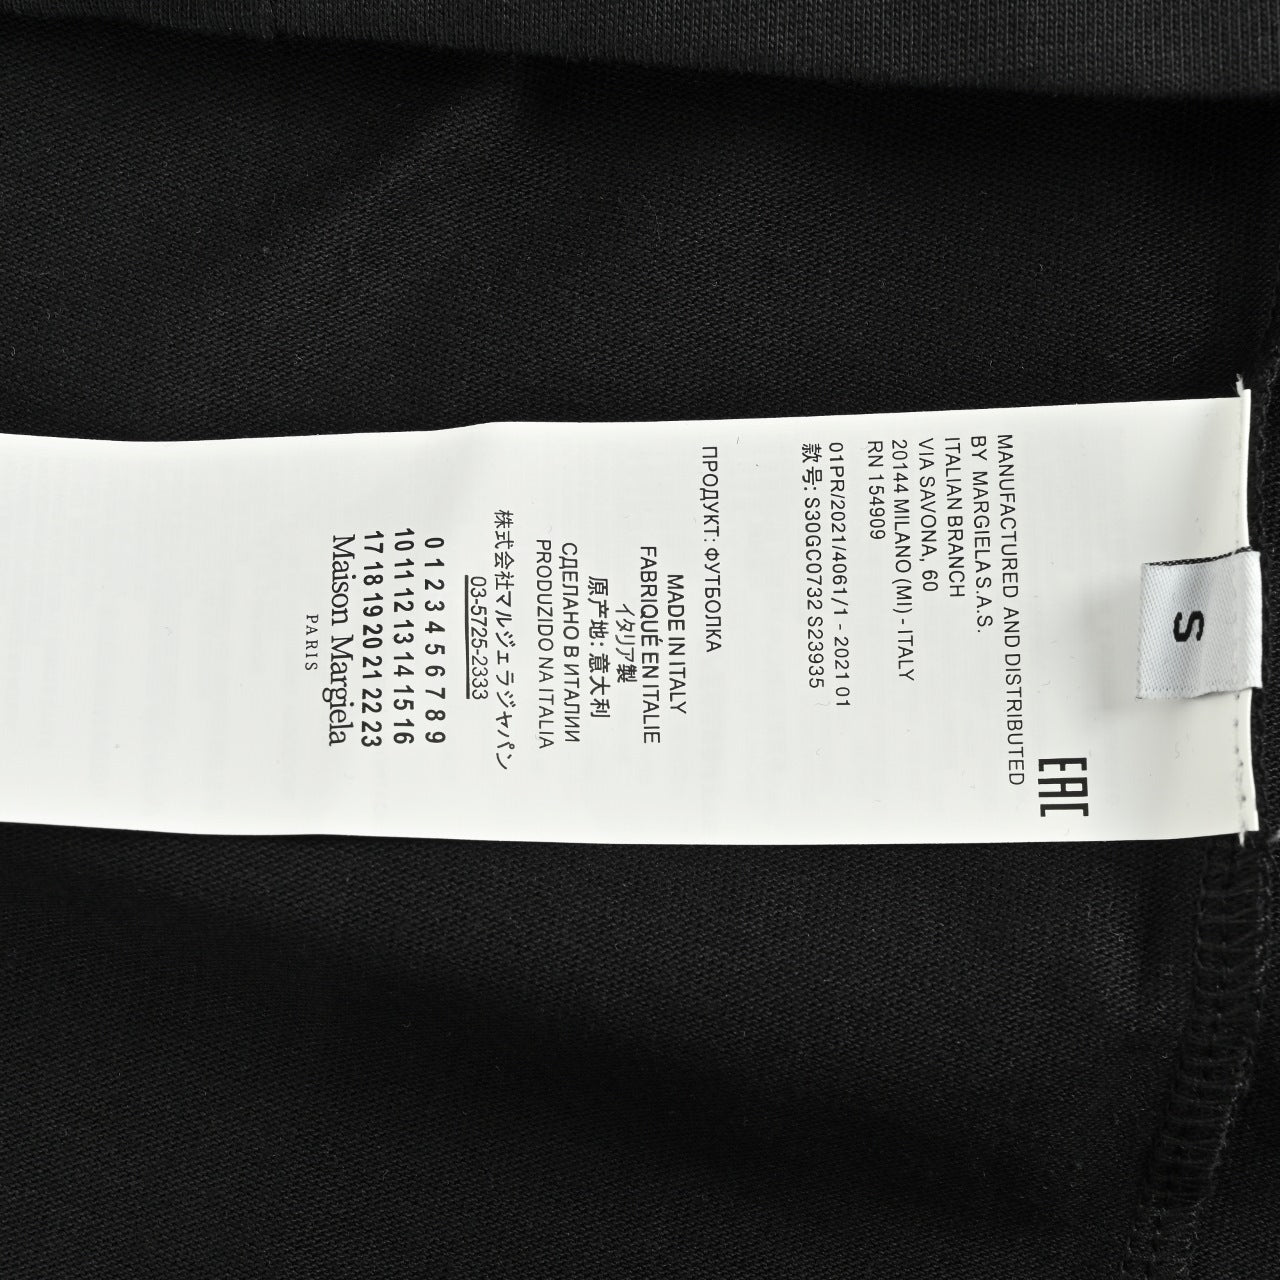 S
EAC
MANUFACTURED AND DISTRIBUTED
BY MARGIELA S.A.S.
ITALIAN BRANCH
VIA SAVONA, 60
20144 MILANO (MI) - ITALY
RN 154909
01PR/2021/4061/1 - 2021 01
款号: S30GC0732 S23935
ПРОДУКТ: ФУТБОЛКА
MADE IN ITALY
FABRIQUÉ EN ITALIE
イタリア製
原产地: 意大利
СДЕЛАНО В ИТАЛИИ
PRODUZIDO NA ITALIA
株式会社マルジェラジャパン
03-5725-2333
0 1 2 3 4 5 6 7 8 9
10 11 12 13 14 15 16
17 18 19 20 21 22 23
Maison Margiela
PARIS